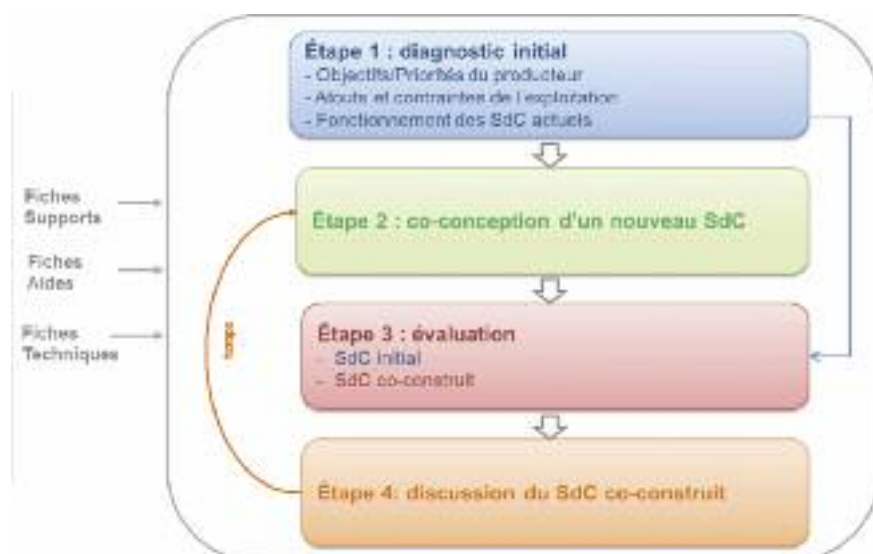 Étape 1 : diagnostic initial
- Objectifs/Priorités du producteur
- Atouts et contraintes de l'exploitation
- Fonctionnement des SdC actuels
Fiches
Supports
Étape 2 : co-conception d'un nouveau SdC
Fiches
Aides
Fiches
Techniques
temps
Étape 3 : évaluation
- SdC initial
- SdC co-construit
Étape 4: discussion du SdC co-construit